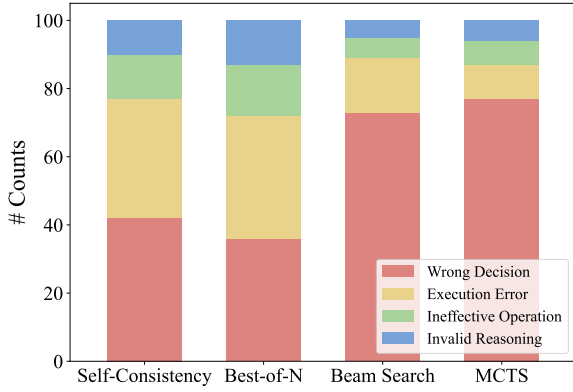 # Counts
100
80
60
40
20
0
Wrong Decision
Execution Error
Ineffective Operation
Invalid Reasoning
Self-Consistency Best-of-N Beam Search MCTS